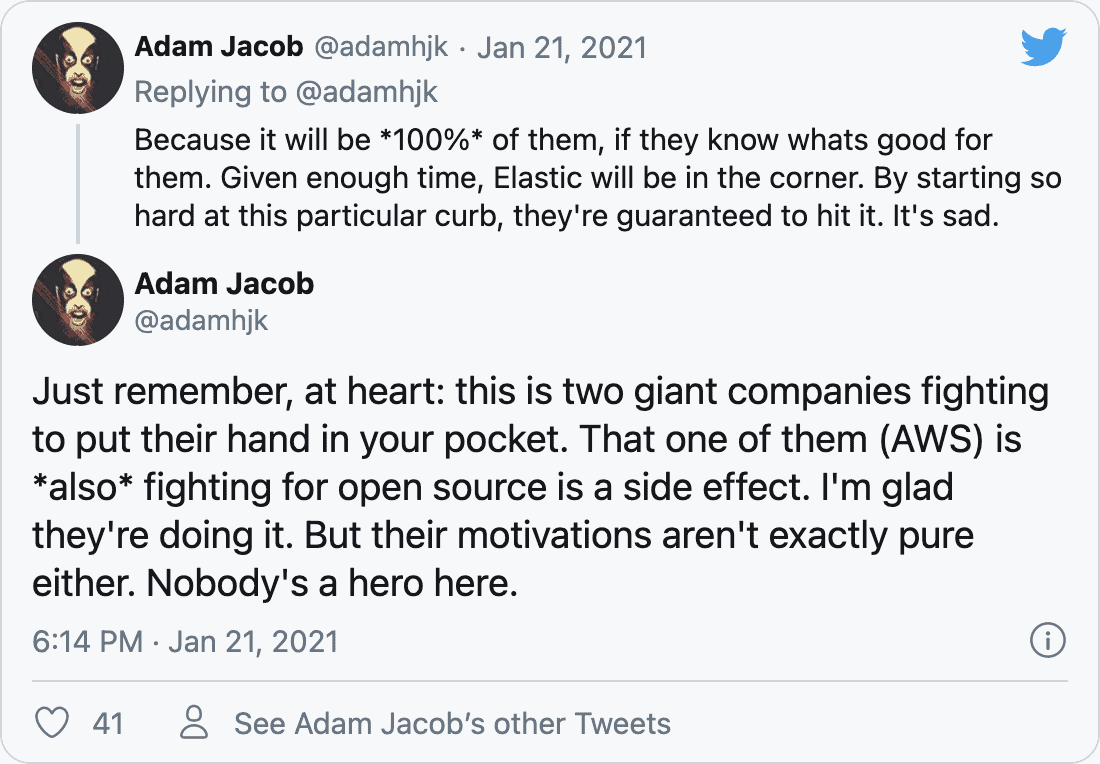 Adam Jacob @adamhjk · Jan 21, 2021
Replying to @adamhjk
Because it will be *100%* of them, if they know whats good for
them. Given enough time, Elastic will be in the corner. By starting so
hard at this particular curb, they're guaranteed to hit it. It's sad.
Adam Jacob
@adamhjk
Just remember, at heart: this is two giant companies fighting
to put their hand in your pocket. That one of them (AWS) is
*also* fighting for open source is a side effect. I'm glad
they're doing it. But their motivations aren't exactly pure
either. Nobody's a hero here.
6:14 PM · Jan 21, 2021
41 See Adam Jacob's other Tweets